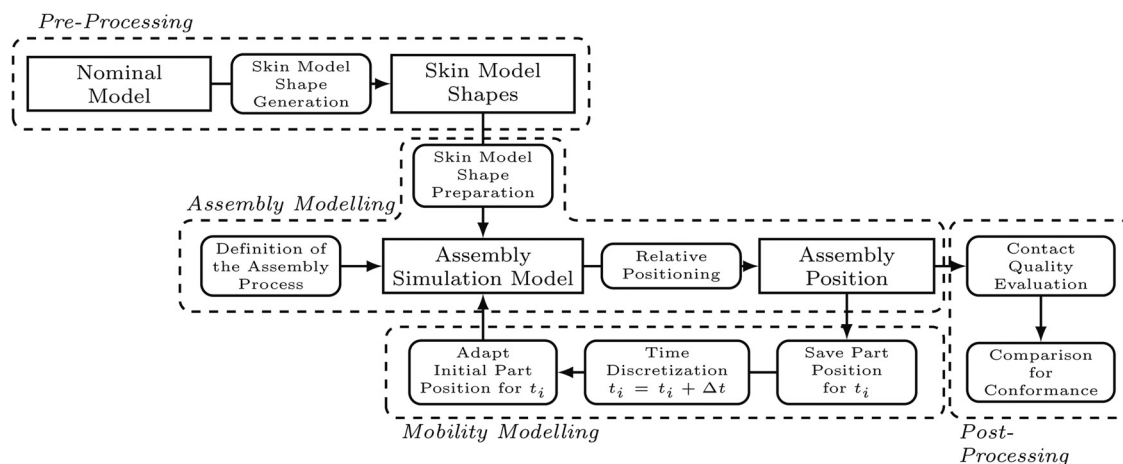 Pre-Processing
Nominal
Model
Skin Model
Shape
Generation
Skin Model
Shapes
Skin Model
Shape
Preparation
Assembly Modelling
Definition of
the Assembly
Process
Assembly
Simulation Model
Relative
Positioning
Assembly
Position
Contact
Quality
Evaluation
Adapt
Initial Part
Position for t_i
Time
Discretization
t_i = t_i + Δt
Save Part
Position
for t_i
Comparison
for
Conformance
Mobility Modelling
Post-
Processing